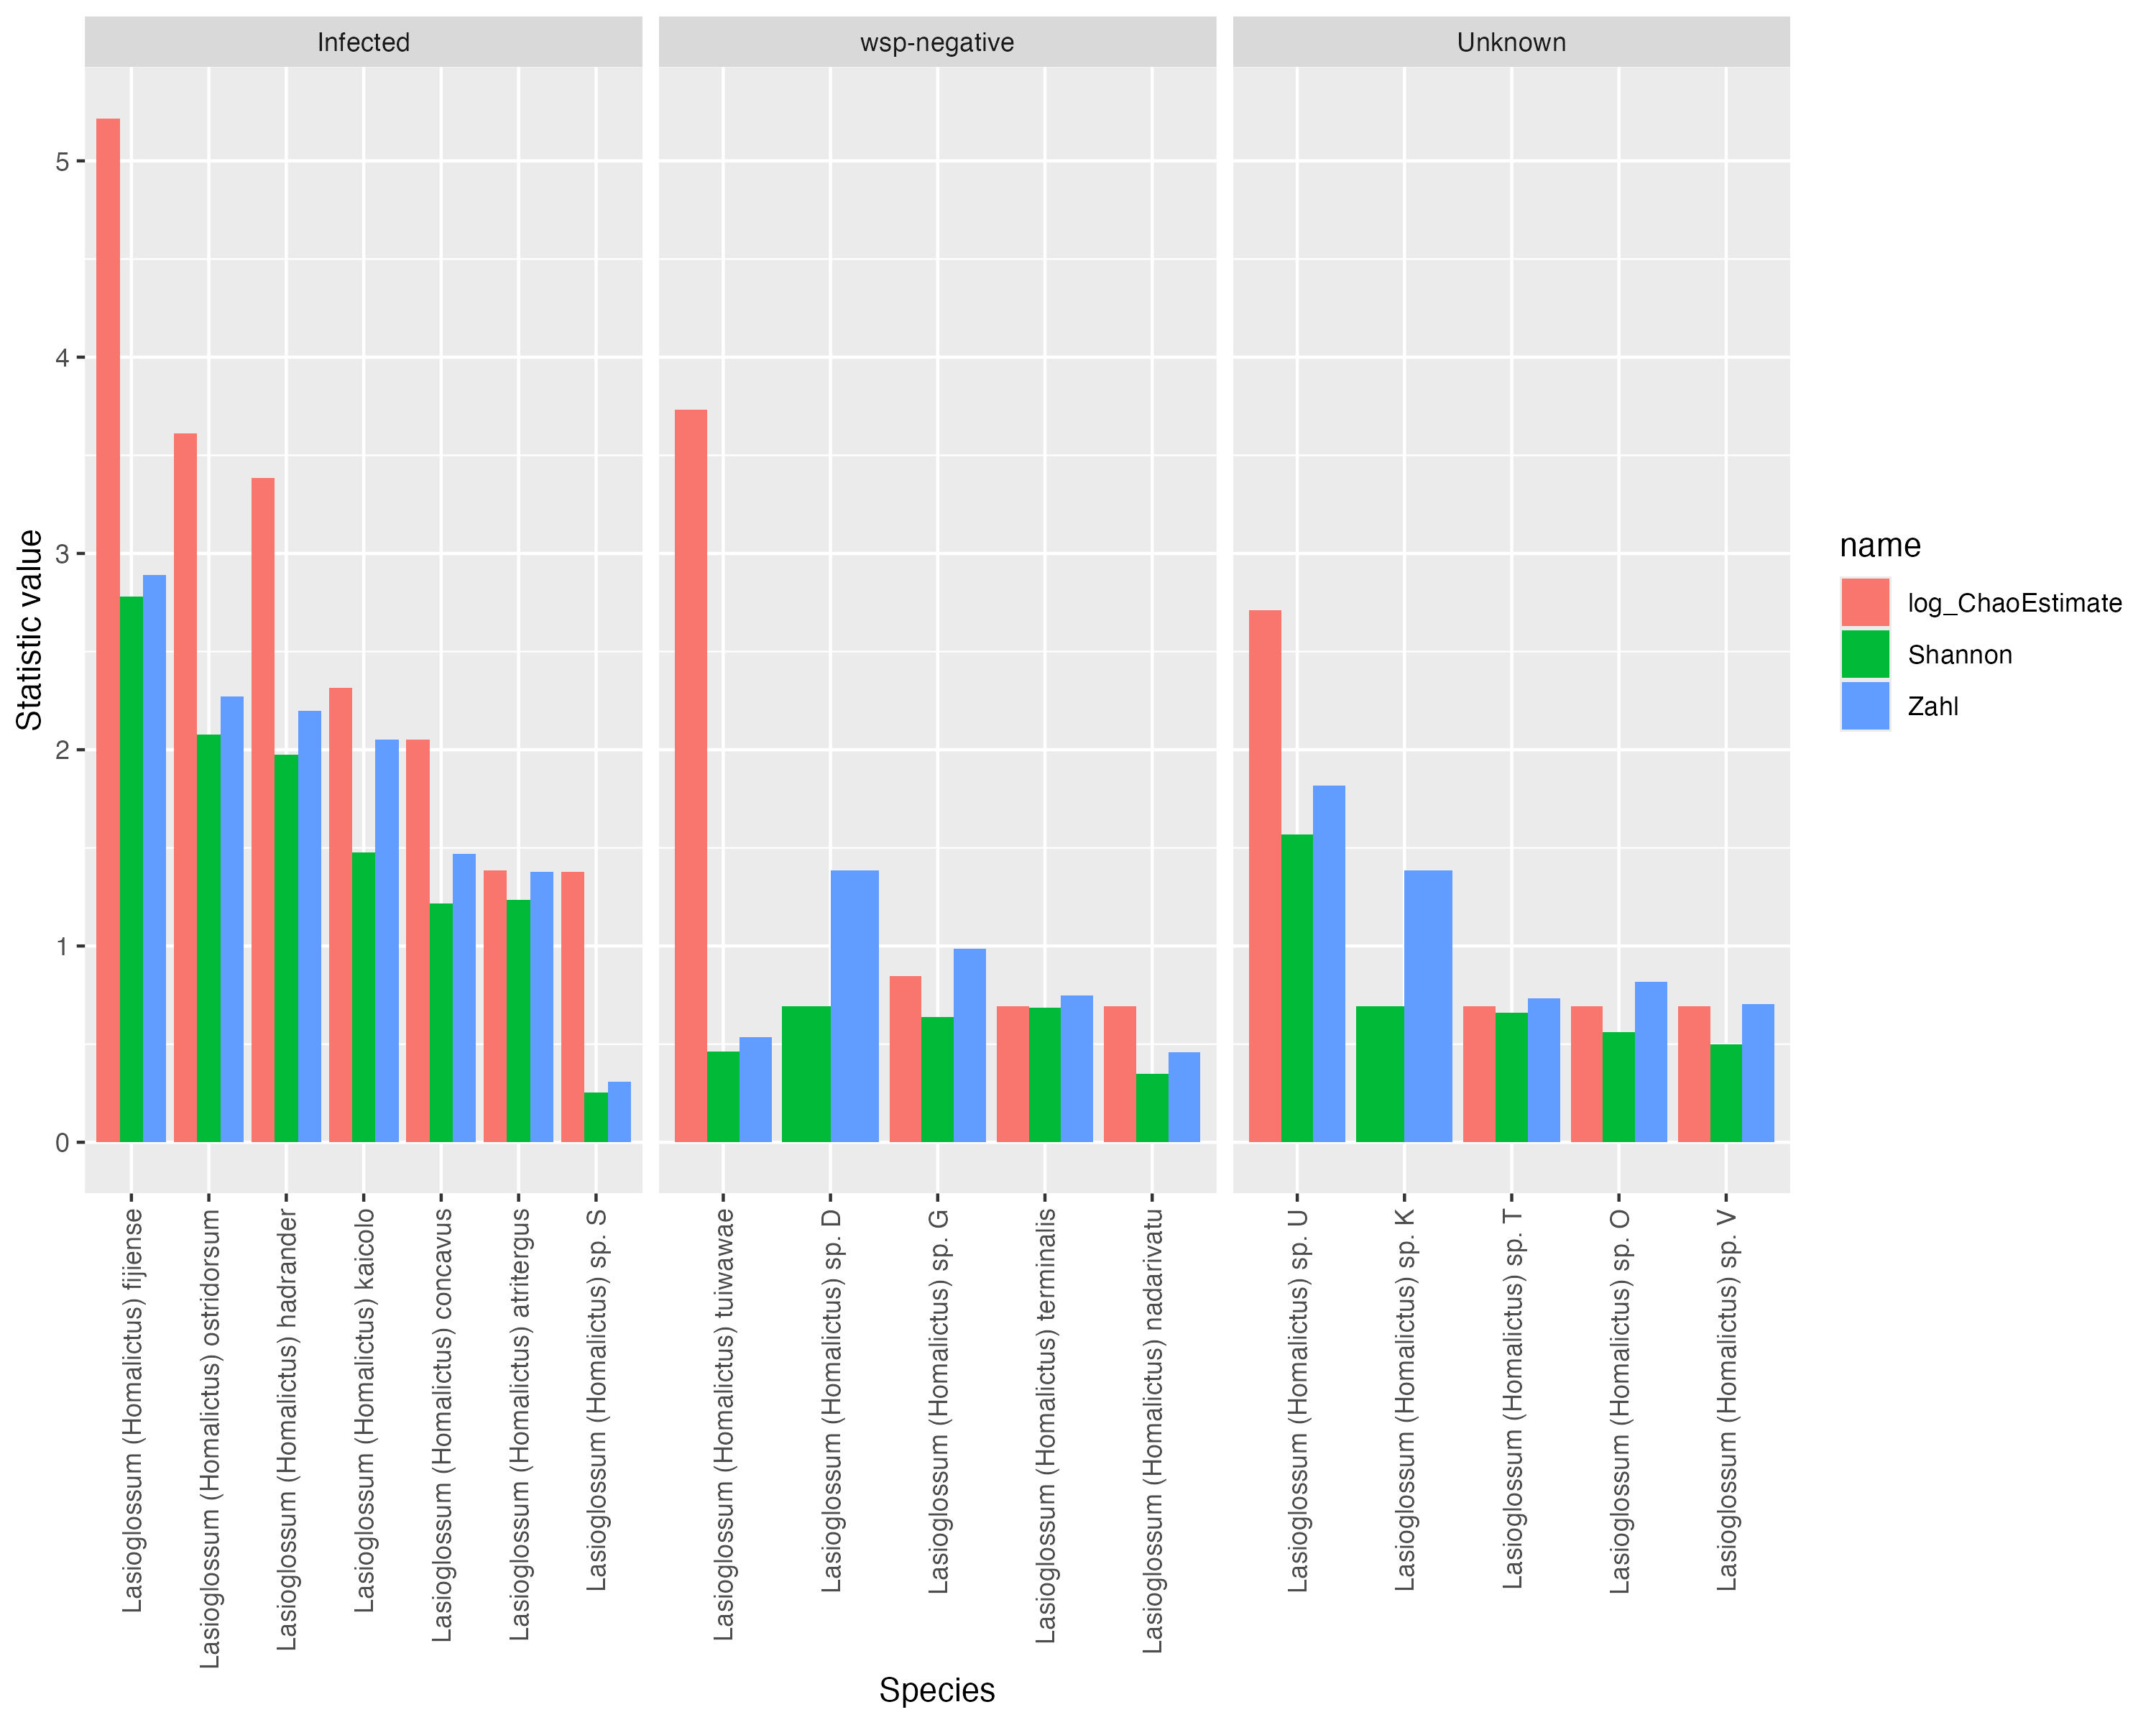 Infected
wsp-negative
Unknown
Statistic value
5
4
3
2
1
0
name
log_ChaoEstimate
Shannon
Zahl
Lasioglossum (Homalictus) fijiense
Lasioglossum (Homalictus) ostridorsum
Lasioglossum (Homalictus) hadrander
Lasioglossum (Homalictus) kaicolo
Lasioglossum (Homalictus) concavus
Lasioglossum (Homalictus) atritergus
Lasioglossum (Homalictus) sp. S
Lasioglossum (Homalictus) tuiwawae
Lasioglossum (Homalictus) sp. D
Lasioglossum (Homalictus) sp. G
Lasioglossum (Homalictus) terminalis
Lasioglossum (Homalictus) nadarivatu
Lasioglossum (Homalictus) sp. U
Lasioglossum (Homalictus) sp. K
Lasioglossum (Homalictus) sp. T
Lasioglossum (Homalictus) sp. O
Lasioglossum (Homalictus) sp. V
Species